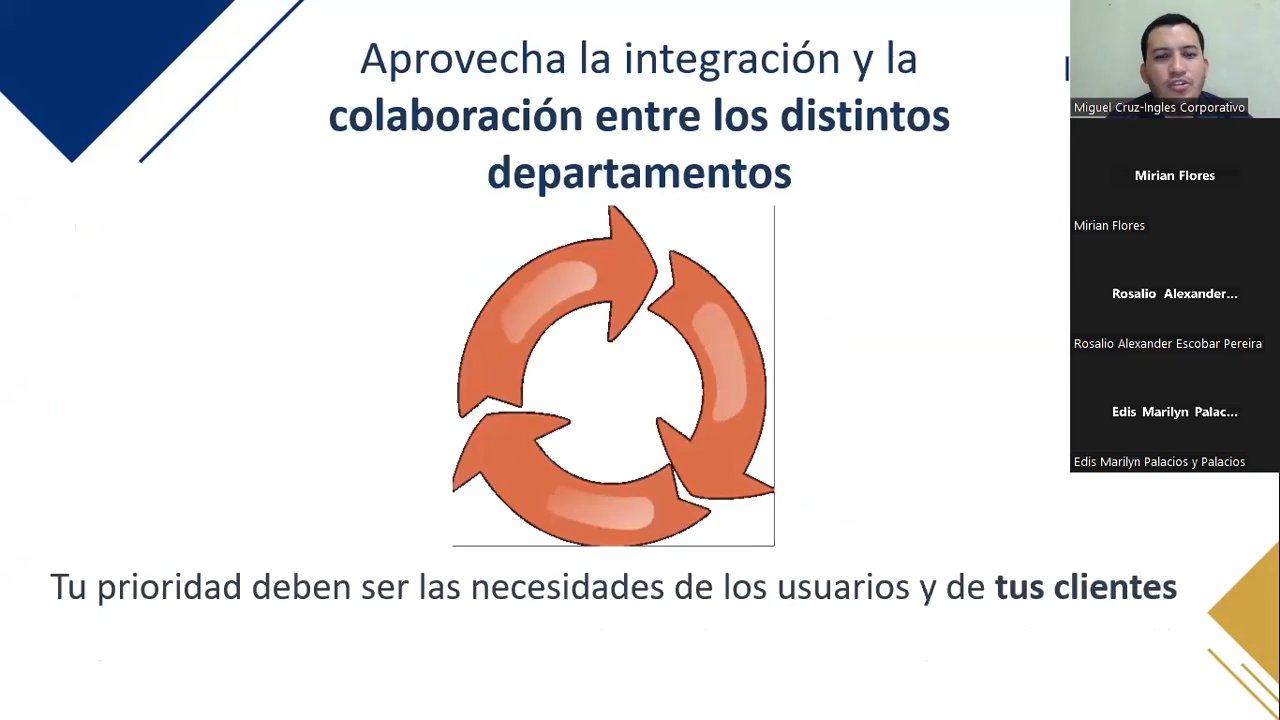 Aprovecha la integración y la
colaboración entre los distintos
departamentos
Tu prioridad deben ser las necesidades de los usuarios y de tus clientes
Miguel Cruz-Ingles Corporativo
Mirian Flores
Mirian Flores
Rosalio Alexander...
Rosalio Alexander Escobar Pereira
Edis Marilyn Palac...
Edis Marilyn Palacios y Palacios